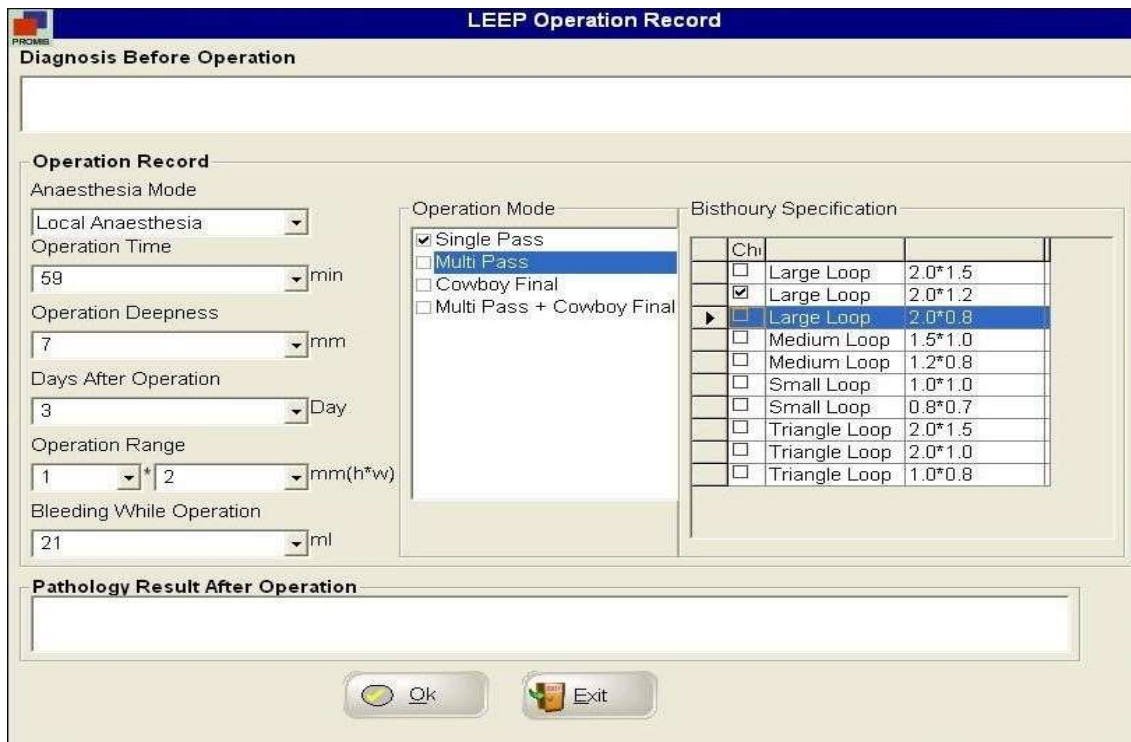 LEEP Operation Record
PROMIS
Diagnosis Before Operation
Operation Record
Anaesthesia Mode
Local Anaesthesia
Operation Time
59 min
Operation Deepness
7 mm
Days After Operation
3 Day
Operation Range
1 * 2 mm(h*w)
Bleeding While Operation
21 ml
Operation Mode
Single Pass
Multi Pass
Cowboy Final
Multi Pass + Cowboy Final
Bisthoury Specification
Large Loop 2.0*1.5
Large Loop 2.0*1.2
Large Loop 2.0*0.8
Medium Loop 1.5*1.0
Medium Loop 1.2*0.8
Small Loop 1.0*1.0
Small Loop 0.8*0.7
Triangle Loop 2.0*1.5
Triangle Loop 2.0*1.0
Triangle Loop 1.0*0.8
Pathology Result After Operation
Ok
Exit